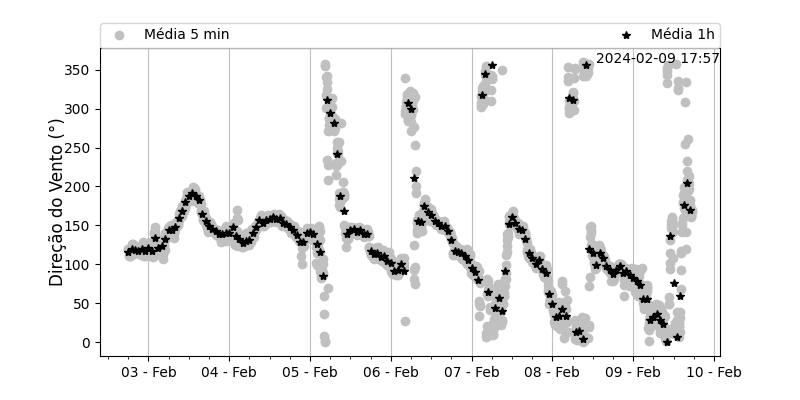 Média 5 min
Média 1h
2024-02-09 17:57
Direção do Vento (°)
350
300
250
200
150
100
50
0
03 - Feb
04 - Feb
05 - Feb
06 - Feb
07 - Feb
08 - Feb
09 - Feb
10 - Feb